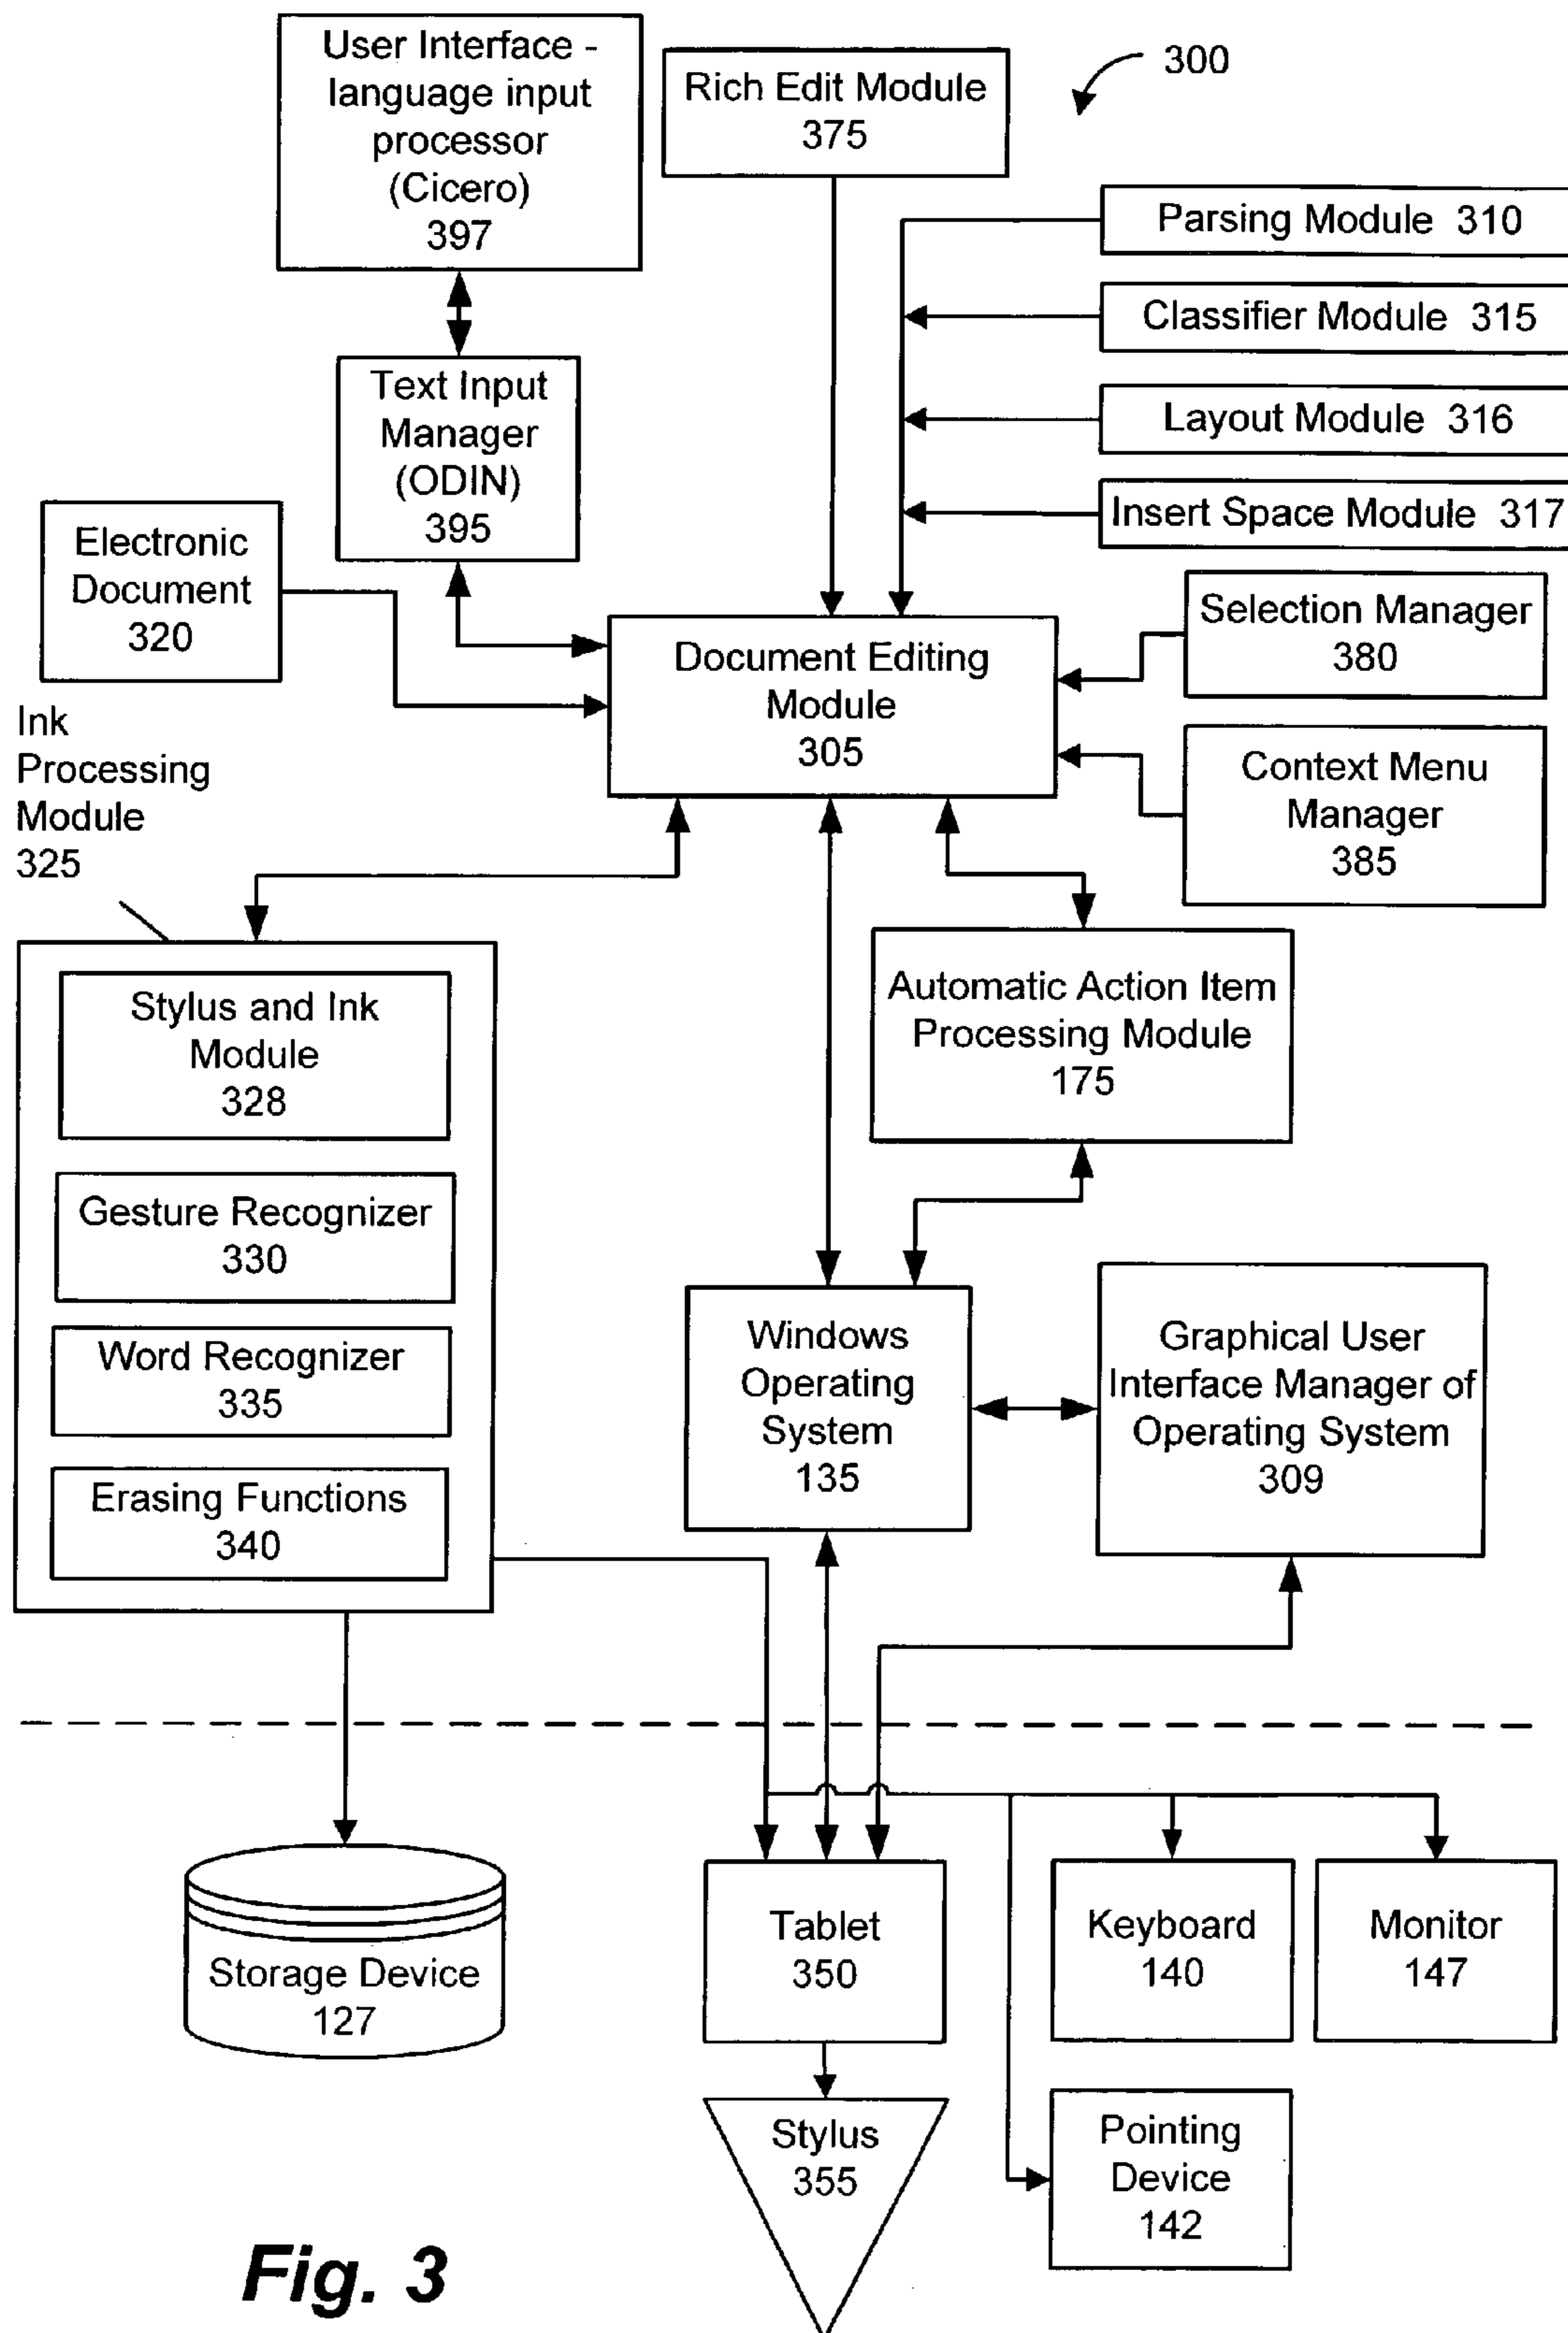 User Interface -
language input
processor
(Cicero)
397
Rich Edit Module
375
300
Parsing Module 310
Classifier Module 315
Layout Module 316
Insert Space Module 317
Text Input
Manager
(ODIN)
395
Electronic
Document
320
Document Editing
Module
305
Selection Manager
380
Context Menu
Manager
385
Ink
Processing
Module
325
Stylus and Ink
Module
328
Gesture Recognizer
330
Word Recognizer
335
Erasing Functions
340
Automatic Action Item
Processing Module
175
Windows
Operating
System
135
Graphical User
Interface Manager of
Operating System
309
Storage Device
127
Tablet
350
Keyboard
140
Monitor
147
Stylus
355
Pointing
Device
142
Fig. 3